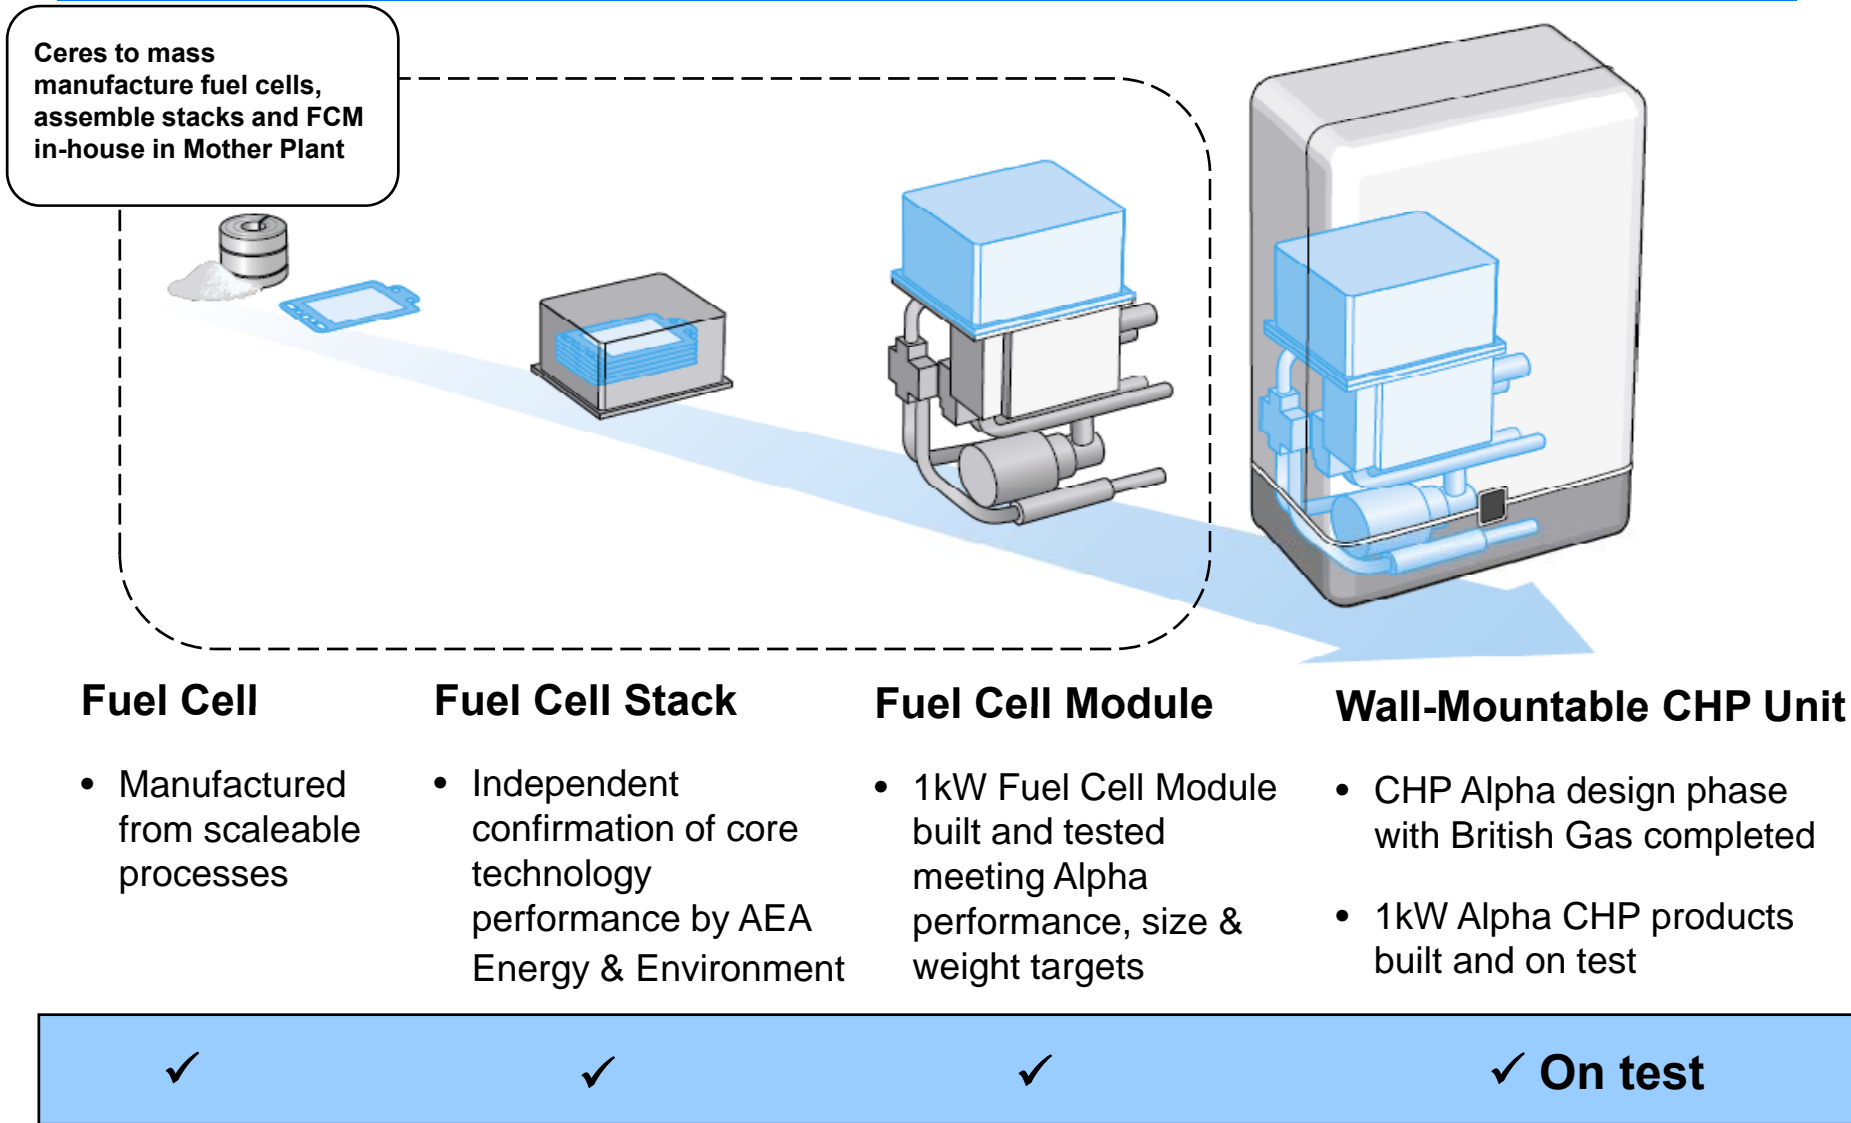 Ceres to mass
manufacture fuel cells,
assemble stacks and FCM
in-house in Mother Plant
Fuel Cell
• Manufactured
from scaleable
processes
Fuel Cell Stack
• Independent
confirmation of core
technology
performance by AEA
Energy & Environment
Fuel Cell Module
• 1kW Fuel Cell Module
built and tested
meeting Alpha
performance, size &
weight targets
Wall-Mountable CHP Unit
• CHP Alpha design phase
with British Gas completed
• 1kW Alpha CHP products
built and on test
✓ ✓ ✓ ✓ On test